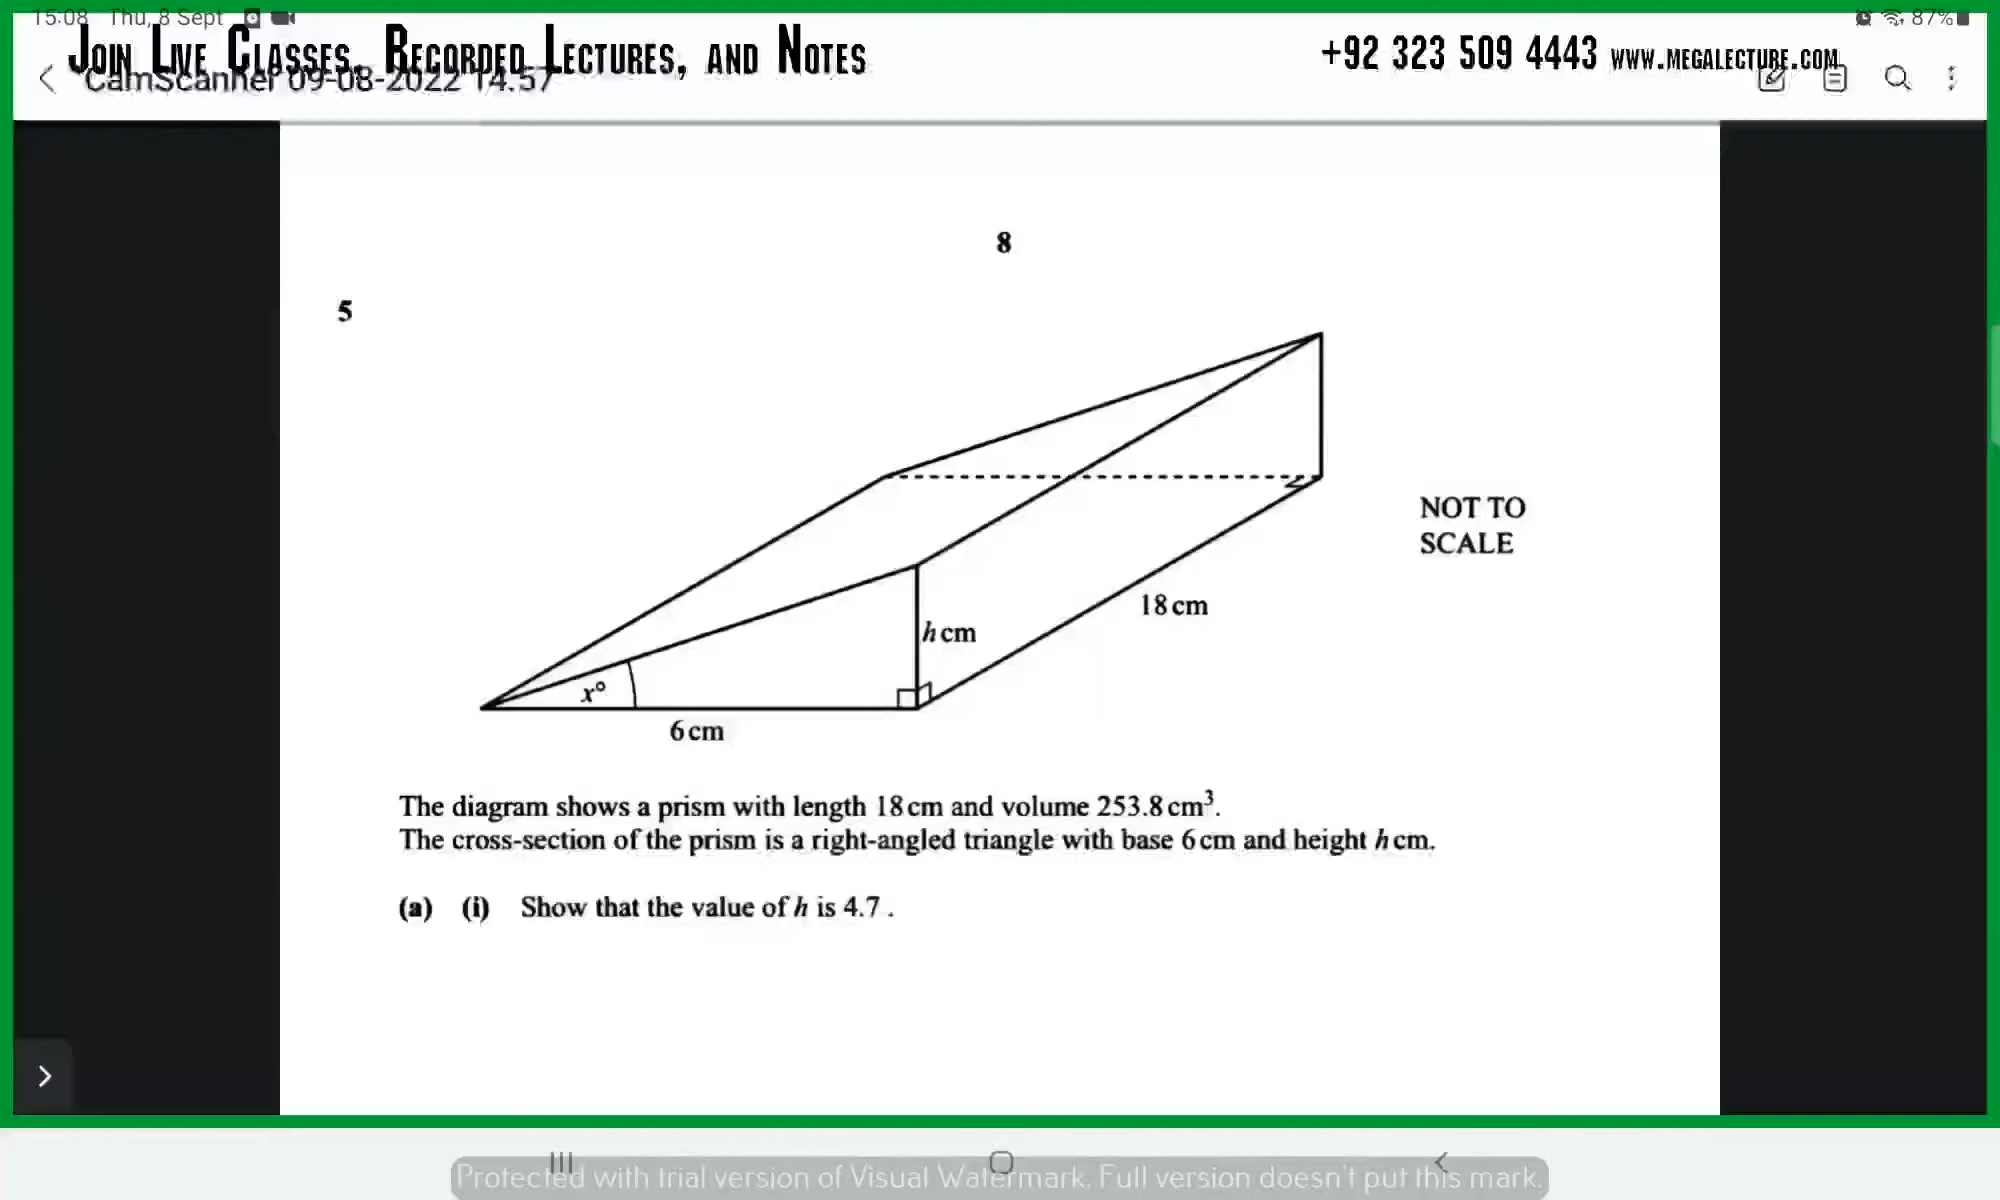 15:08 Thu, 8 Sept
87%
JOIN LIVE CLASSES, RECORDED LECTURES, AND NOTES
+92 323 509 4443 WWW.MEGALECTURE.COM
CamScanner 09-08-2022 14.57
8
5
NOT TO
SCALE
18 cm
h cm
x°
6 cm
The diagram shows a prism with length 18 cm and volume 253.8 cm³.
The cross-section of the prism is a right-angled triangle with base 6 cm and height h cm.
(a) (i) Show that the value of h is 4.7 .
Protected with trial version of Visual Watermark. Full version doesn't put this mark.